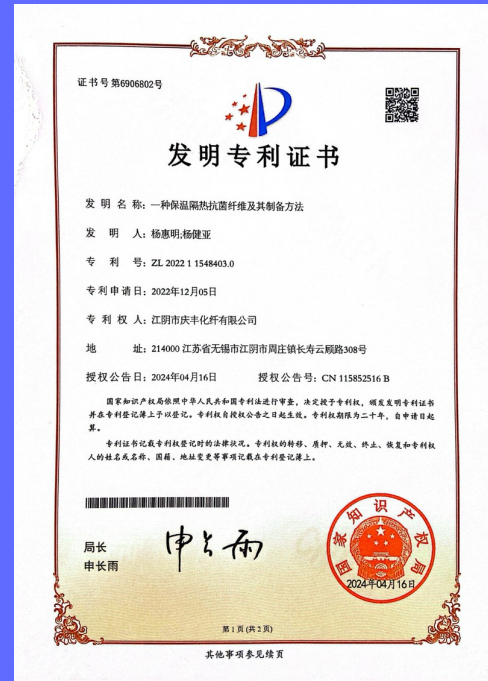 证书号第6906802号
发明专利证书
发 明 名 称：一种保温隔热抗菌纤维及其制备方法
发 明 人：杨惠明;杨健亚
专 利 号：ZL 2022 1 1548403.0
专利申请日：2022年12月05日
专 利 权 人：江阴市庆丰化纤有限公司
地 址：214000 江苏省无锡市江阴市周庄镇长寿云顾路308号
授权公告日：2024年04月16日 授权公告号：CN 115852516 B
国家知识产权局依照中华人民共和国专利法进行审查，决定授予专利权，颁发发明专利证书
并在专利登记簿上予以登记。专利权自授权公告之日起生效。专利权期限为二十年，自申请日起
算。
专利证书记载专利权登记时的法律状况。专利权的转移、质押、无效、终止、恢复和专利权
人的姓名或名称、国籍、地址变更等事项记载在专利登记簿上。
局长
申长雨
申长雨
国家知识产权局
2024年04月16日
第 1 页 (共 2 页)
其他事项参见续页